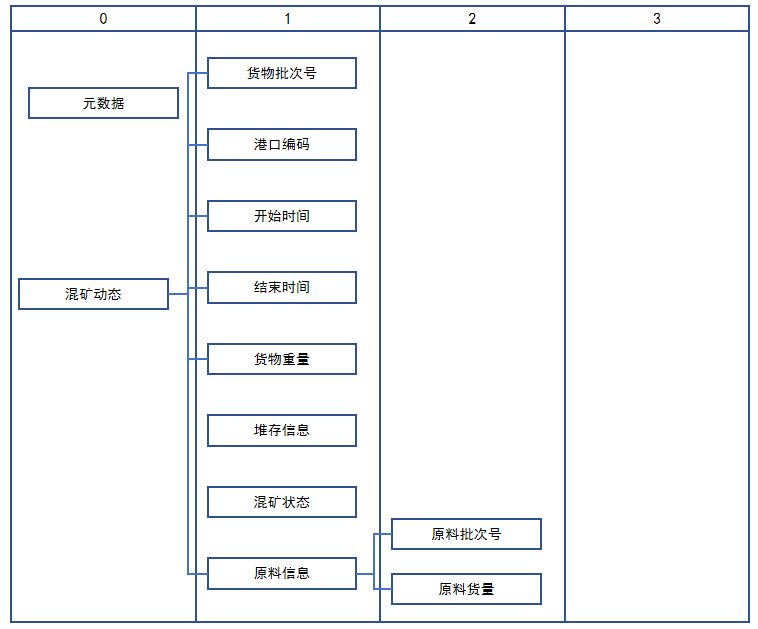 0 1 2 3
元数据
混矿动态
货物批次号
港口编码
开始时间
结束时间
货物重量
堆存信息
混矿状态
原料信息
原料批次号
原料货量